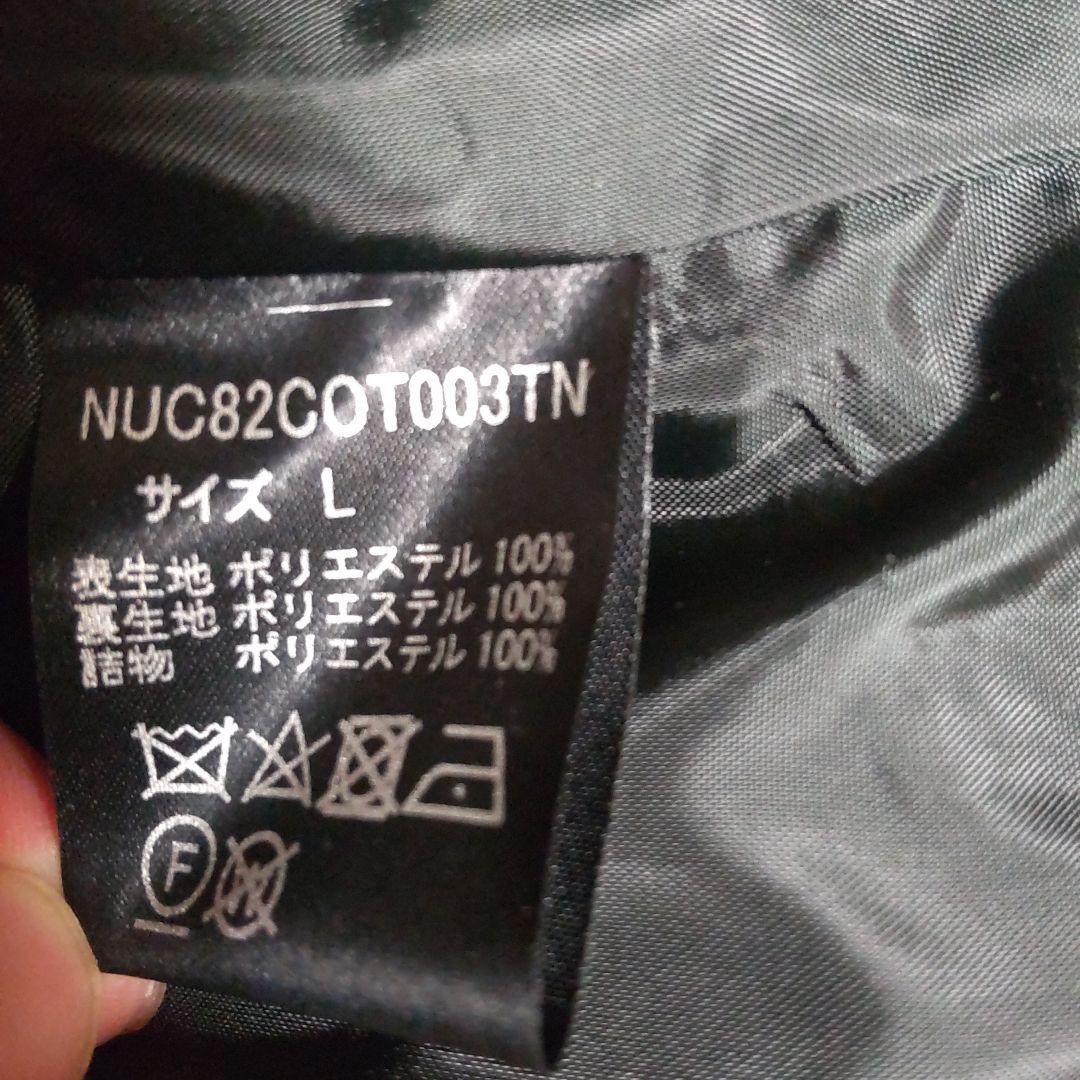 NUC82COT003TN
サイズ L
表生地 ポリエステル 100%
裏生地 ポリエステル 100%
詰物 ポリエステル 100%
F
W